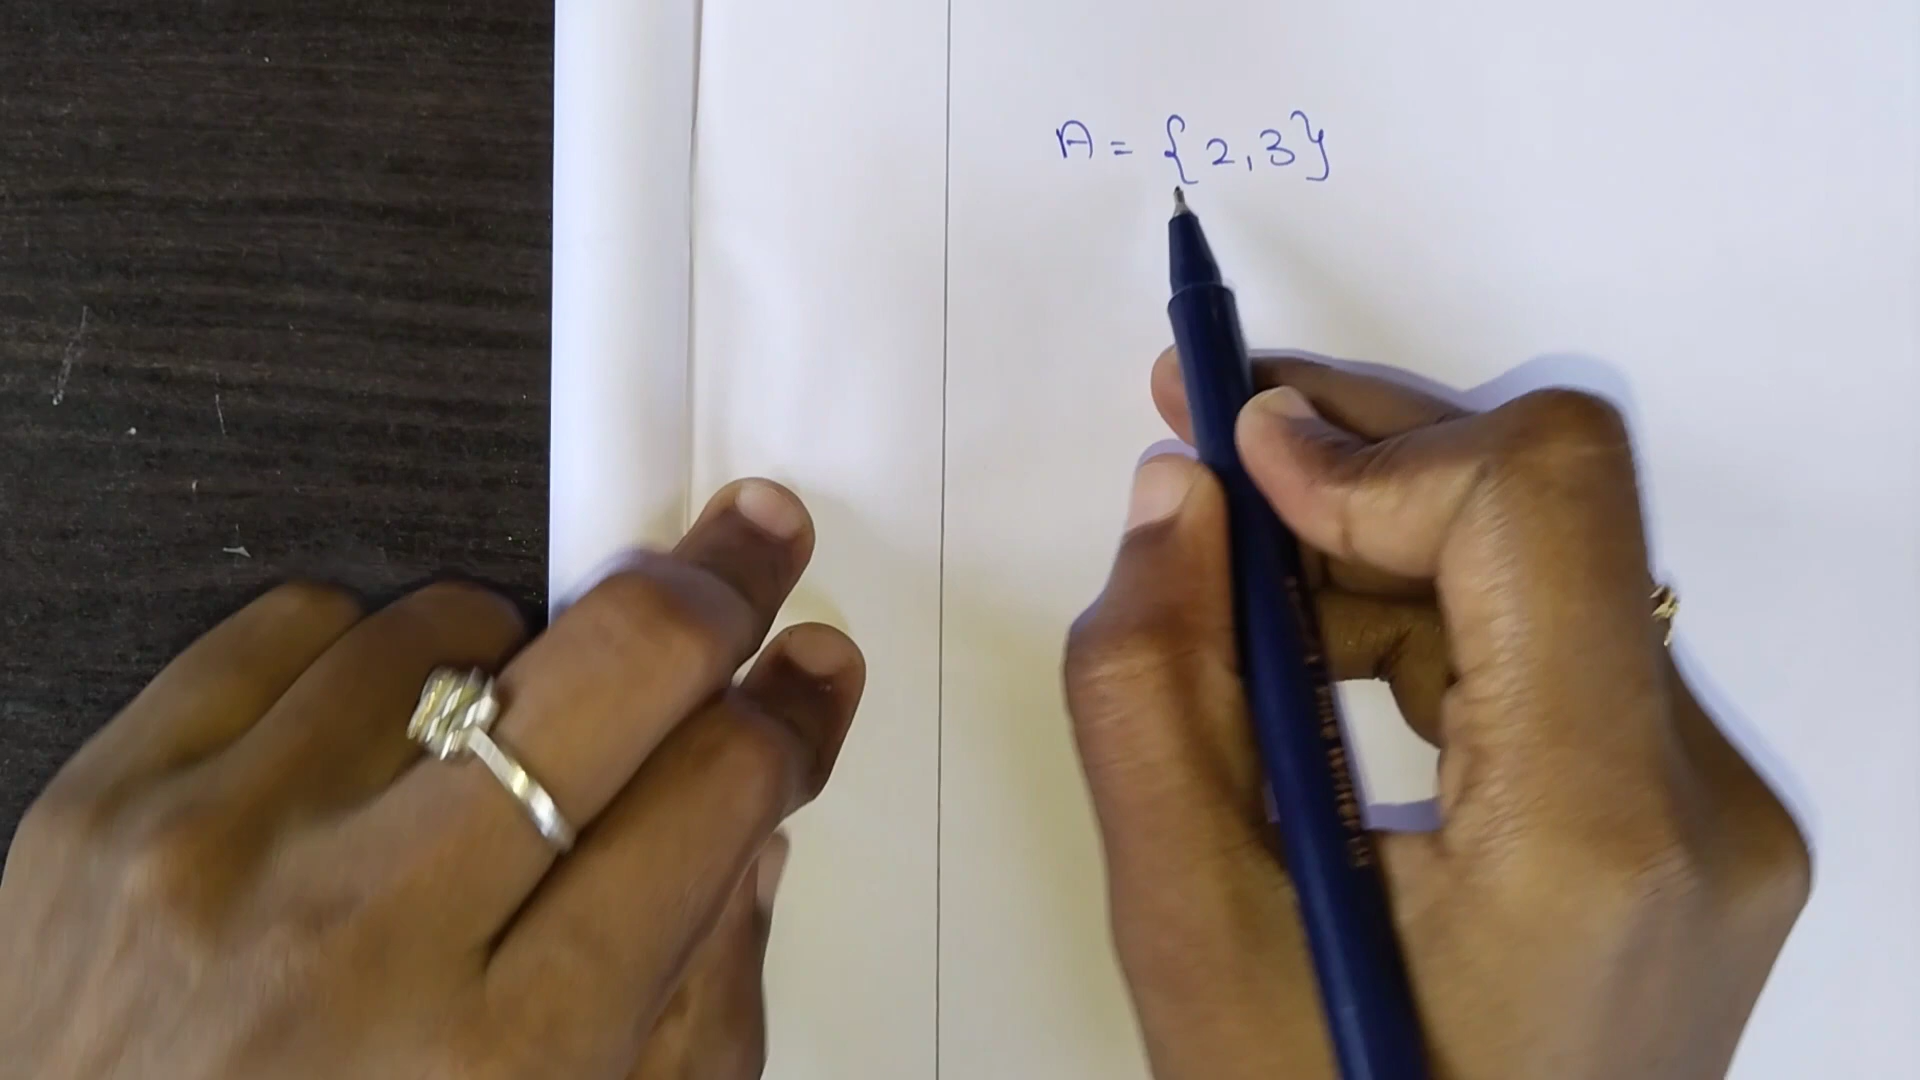 A = {2,3}